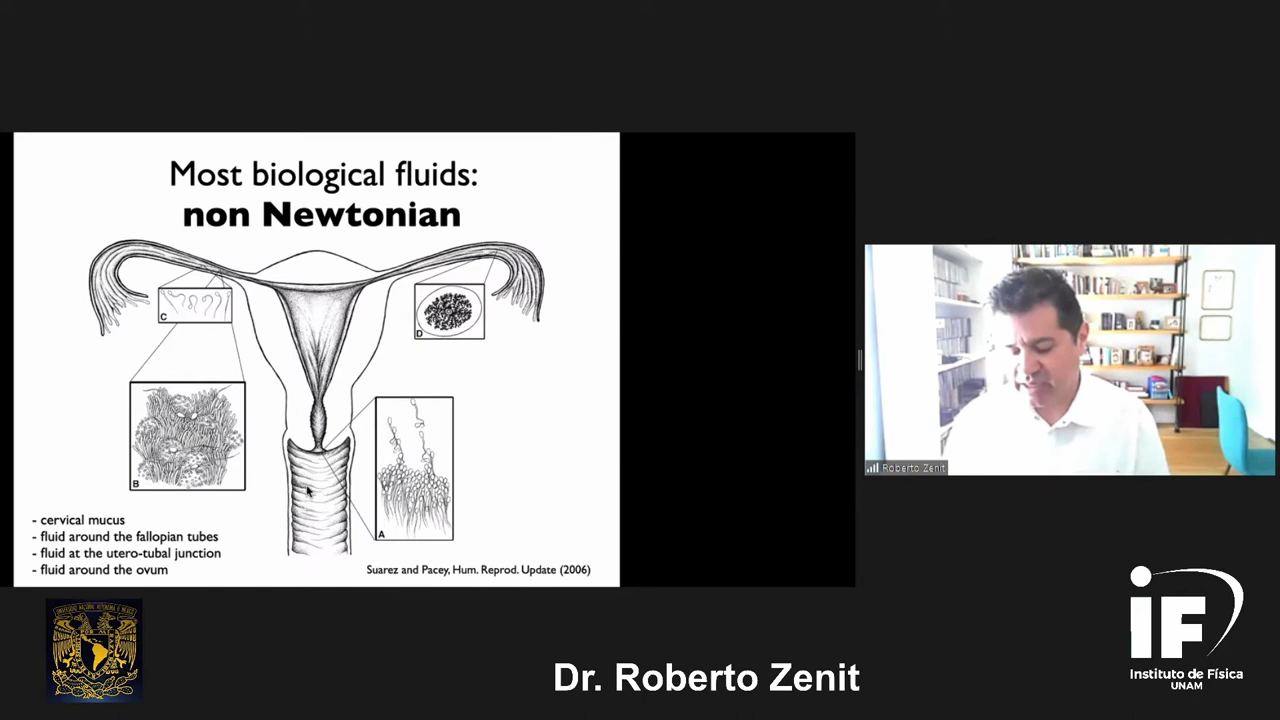 Most biological fluids:
non Newtonian
C
D
B
A
- cervical mucus
- fluid around the fallopian tubes
- fluid at the utero-tubal junction
- fluid around the ovum
Suarez and Pacey, Hum. Reprod. Update (2006)
Roberto Zenit
Dr. Roberto Zenit
iF
Instituto de Física
UNAM